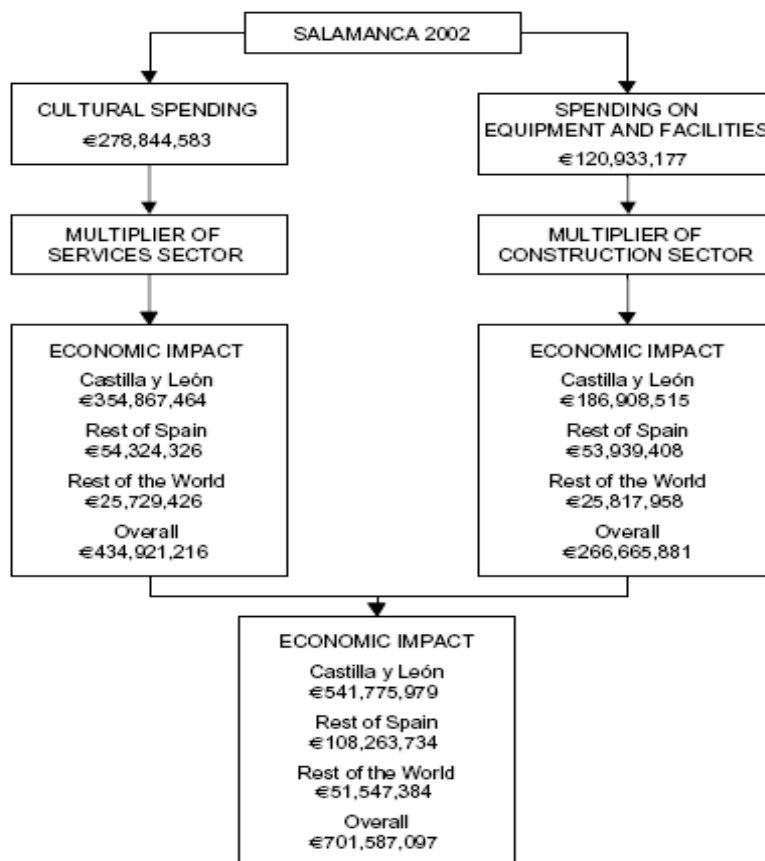 SALAMANCA 2002
CULTURAL SPENDING
€278,844,583
SPENDING ON
EQUIPMENT AND FACILITIES
€120,933,177
MULTIPLIER OF
SERVICES SECTOR
MULTIPLIER OF
CONSTRUCTION SECTOR
ECONOMIC IMPACT
Castilla y León
€354,867,464
Rest of Spain
€54,324,326
Rest of the World
€25,729,426
Overall
€434,921,216
ECONOMIC IMPACT
Castilla y León
€186,908,515
Rest of Spain
€53,939,408
Rest of the World
€25,817,958
Overall
€266,665,881
ECONOMIC IMPACT
Castilla y León
€541,775,979
Rest of Spain
€108,263,734
Rest of the World
€51,547,384
Overall
€701,587,097